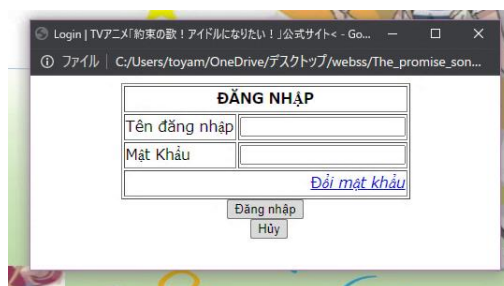 Login | TVアニメ「約束の歌！アイドルになりたい！」公式サイト< - Go...
ファイル | C:/Users/toyam/OneDrive/デスクトップ/webss/The_promise_son...
ĐĂNG NHẬP
Tên đăng nhập
Mật Khẩu
Đổi mật khẩu
Đăng nhập
Hủy